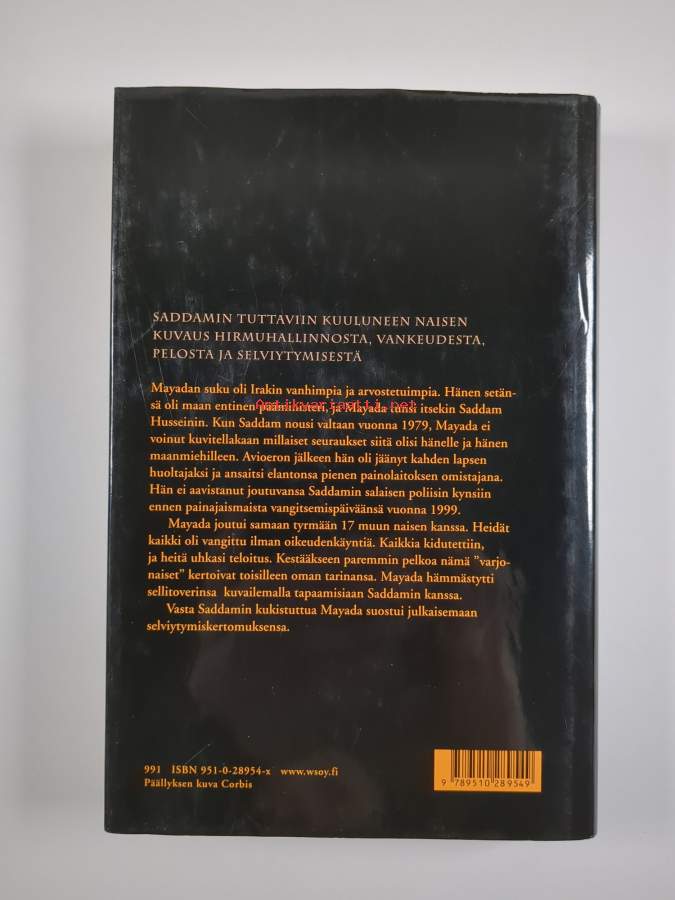 SADDAMIN TUTTAVIIN KUULUNEEN NAISEN
KUVAUS HIRMUHALLINNOSTA, VANKEUDESTA,
PELOSTA JA SELVIYTYMISESTÄ
Mayadan suku oli Irakin vanhimpia ja arvostetuimpia. Hänen setän-
sä oli maan entinen pääministeri, ja Mayada tunsi itsekin Saddam
Antikvariaatti.net
Husseinin. Kun Saddam nousi valtaan vuonna 1979, Mayada ei
voinut kuvitellakaan millaiset seuraukset siitä olisi hänelle ja hänen
maanmiehilleen. Avioeron jälkeen hän oli jäänyt kahden lapsen
huoltajaksi ja ansaitsi elantonsa pienen painolaitoksen omistajana.
Hän ei aavistanut joutuvansa Saddamin salaisen poliisin kynsiin
ennen painajaismaista vangitsemispäiväänsä vuonna 1999.
Mayada joutui samaan tyrmään 17 muun naisen kanssa. Heidät
kaikki oli vangittu ilman oikeudenkäyntiä. Kaikkia kidutettiin,
ja heitä uhkasi teloitus. Kestääkseen paremmin pelkoa nämä ”varjo-
naiset” kertoivat toisilleen oman tarinansa. Mayada hämmästytti
sellitoverinsa kuvailemalla tapaamisiaan Saddamin kanssa.
Vasta Saddamin kukistuttua Mayada suostui julkaisemaan
selviytymiskertomuksensa.
991 ISBN 951-0-28954-x www.wsoy.fi
Päällyksen kuva Corbis
9 789510 289549